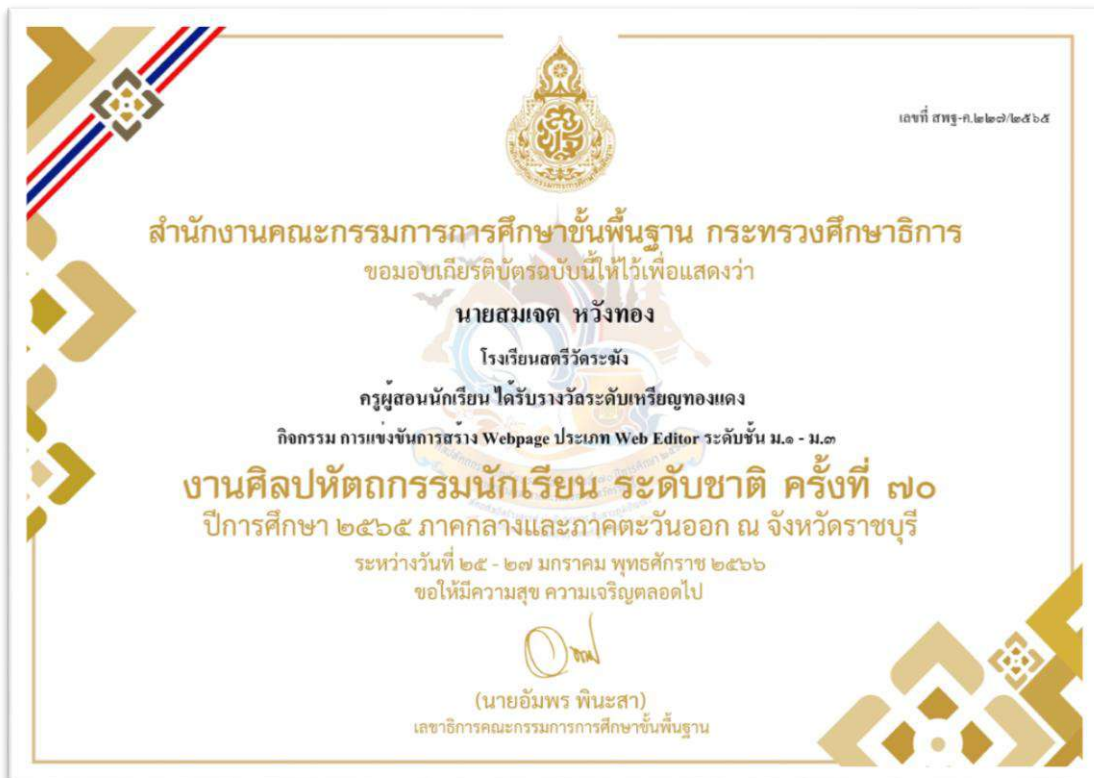 เลขที่ สพฐ-ค.๒๒๗/๒๕๖๕
สำนักงานคณะกรรมการการศึกษาขั้นพื้นฐาน กระทรวงศึกษาธิการ
ขอมอบเกียรติบัตรฉบับนี้ให้ไว้เพื่อแสดงว่า
นายสมเจต หวังทอง
โรงเรียนสตรีวัดระฆัง
ครูผู้สอนนักเรียน ได้รับรางวัลระดับเหรียญทองแดง
กิจกรรม การแข่งขันการสร้าง Webpage ประเภท Web Editor ระดับชั้น ม.๑ - ม.๓
งานศิลปหัตถกรรมนักเรียน ระดับชาติ ครั้งที่ ๗๐
ปีการศึกษา ๒๕๖๕ ภาคกลางและภาคตะวันออก ณ จังหวัดราชบุรี
ระหว่างวันที่ ๒๕ - ๒๗ มกราคม พุทธศักราช ๒๕๖๖
ขอให้มีความสุข ความเจริญตลอดไป
(นายอัมพร พินะสา)
เลขาธิการคณะกรรมการการศึกษาขั้นพื้นฐาน